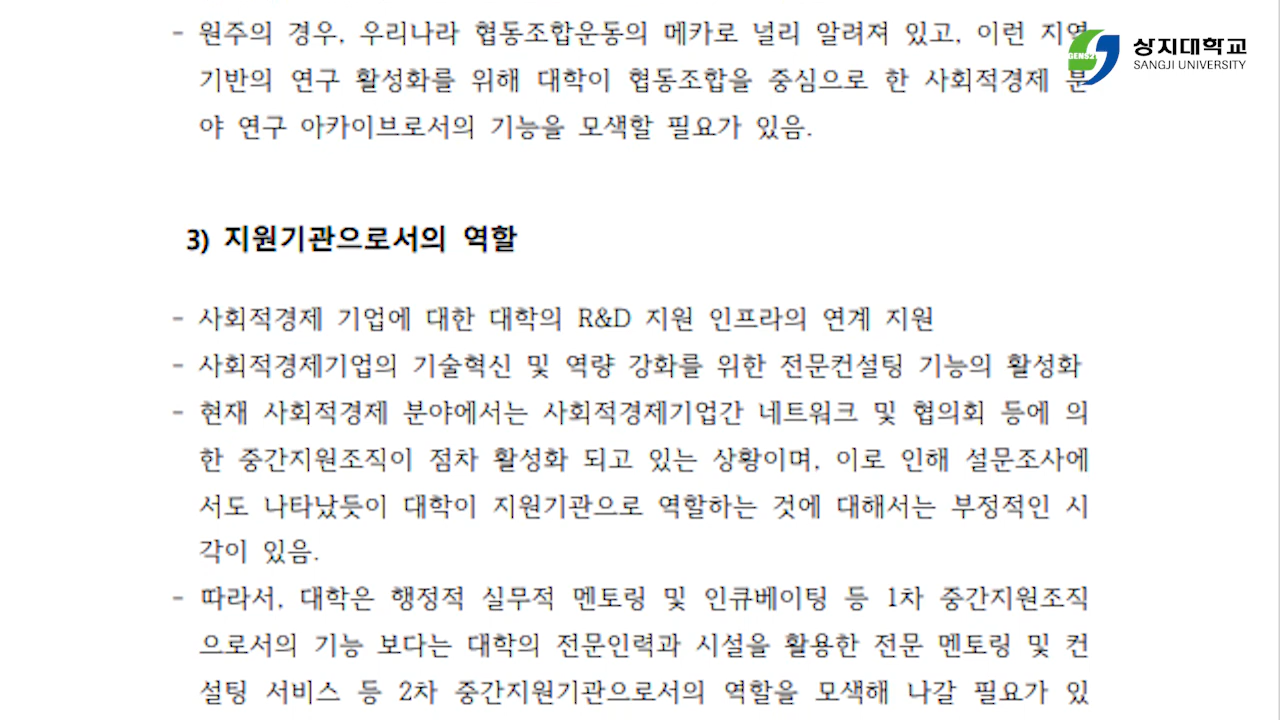 - 원주의 경우, 우리나라 협동조합운동의 메카로 널리 알려져 있고, 이런 지역
기반의 연구 활성화를 위해 대학이 협동조합을 중심으로 한 사회적경제 분
야 연구 아카이브로서의 기능을 모색할 필요가 있음.
상지대학교
SANGJI UNIVERSITY
3) 지원기관으로서의 역할
- 사회적경제 기업에 대한 대학의 R&D 지원 인프라의 연계 지원
- 사회적경제기업의 기술혁신 및 역량 강화를 위한 전문컨설팅 기능의 활성화
- 현재 사회적경제 분야에서는 사회적경제기업간 네트워크 및 협의회 등에 의
한 중간지원조직이 점차 활성화 되고 있는 상황이며, 이로 인해 설문조사에
서도 나타났듯이 대학이 지원기관으로 역할하는 것에 대해서는 부정적인 시
각이 있음.
- 따라서, 대학은 행정적 실무적 멘토링 및 인큐베이팅 등 1차 중간지원조직
으로서의 기능 보다는 대학의 전문인력과 시설을 활용한 전문 멘토링 및 컨
설팅 서비스 등 2차 중간지원기관으로서의 역할을 모색해 나갈 필요가 있